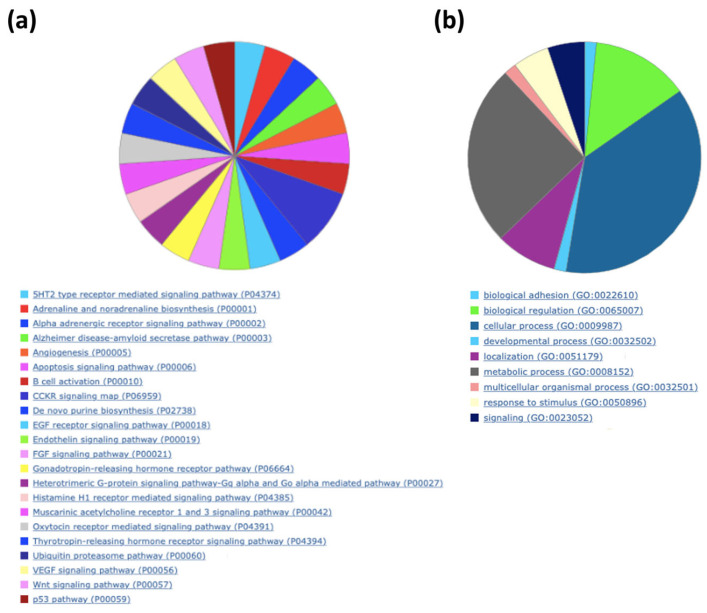 (a)
(b)
5HT2 type receptor mediated signaling pathway (P04374)
Adrenaline and noradrenaline biosynthesis (P00001)
Alpha adrenergic receptor signaling pathway (P00002)
Alzheimer disease-amyloid secretase pathway (P00003)
Angiogenesis (P00005)
Apoptosis signaling pathway (P00006)
B cell activation (P00010)
CCKR signaling map (P06959)
De novo purine biosynthesis (P02738)
EGF receptor signaling pathway (P00018)
Endothelin signaling pathway (P00019)
FGF signaling pathway (P00021)
Gonadotropin-releasing hormone receptor pathway (P06664)
Heterotrimeric G-protein signaling pathway-Gq alpha and Go alpha mediated pathway (P00027)
Histamine H1 receptor mediated signaling pathway (P04385)
Muscarinic acetylcholine receptor 1 and 3 signaling pathway (P00042)
Oxytocin receptor mediated signaling pathway (P04391)
Thyrotropin-releasing hormone receptor signaling pathway (P04394)
Ubiquitin proteasome pathway (P00060)
VEGF signaling pathway (P00056)
Wnt signaling pathway (P00057)
p53 pathway (P00059)
biological adhesion (GO:0022610)
biological regulation (GO:0065007)
cellular process (GO:0009987)
developmental process (GO:0032502)
localization (GO:0051179)
metabolic process (GO:0008152)
multicellular organismal process (GO:0032501)
response to stimulus (GO:0050896)
signaling (GO:0023052)